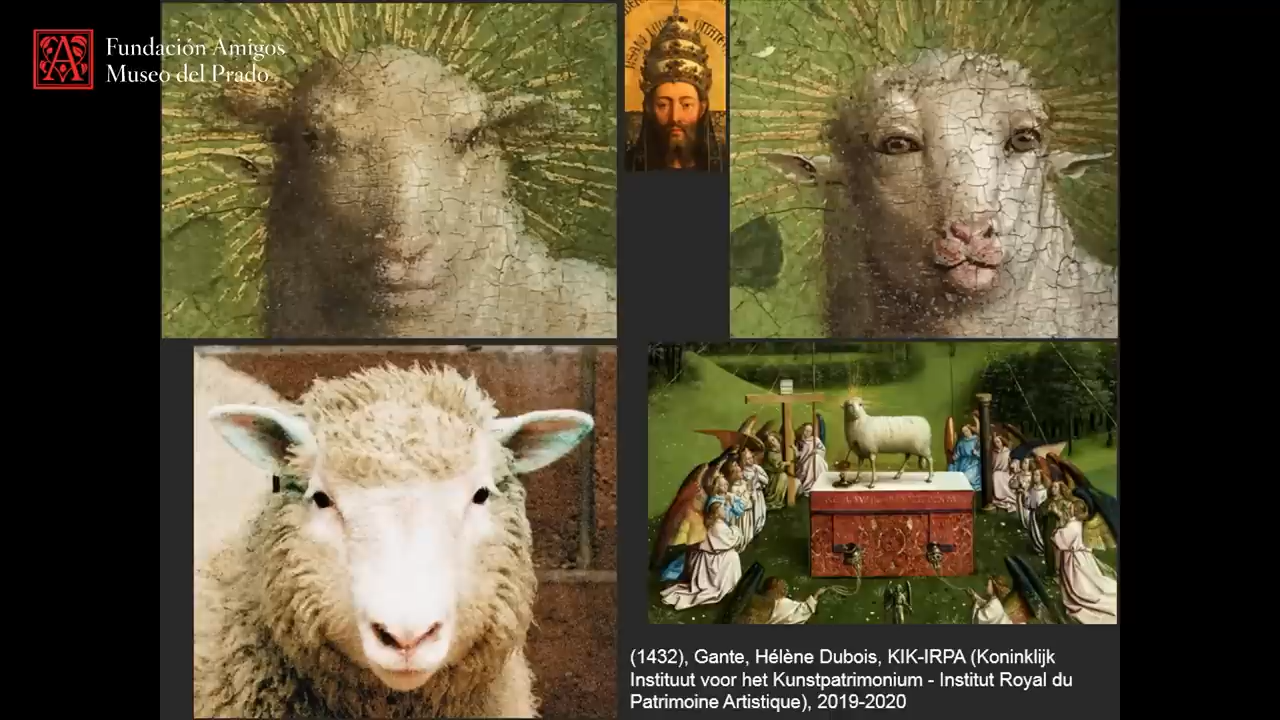 Fundación Amigos
Museo del Prado
(1432), Gante, Hélène Dubois, KIK-IRPA (Koninklijk
Instituut voor het Kunstpatrimonium - Institut Royal du
Patrimoine Artistique), 2019-2020